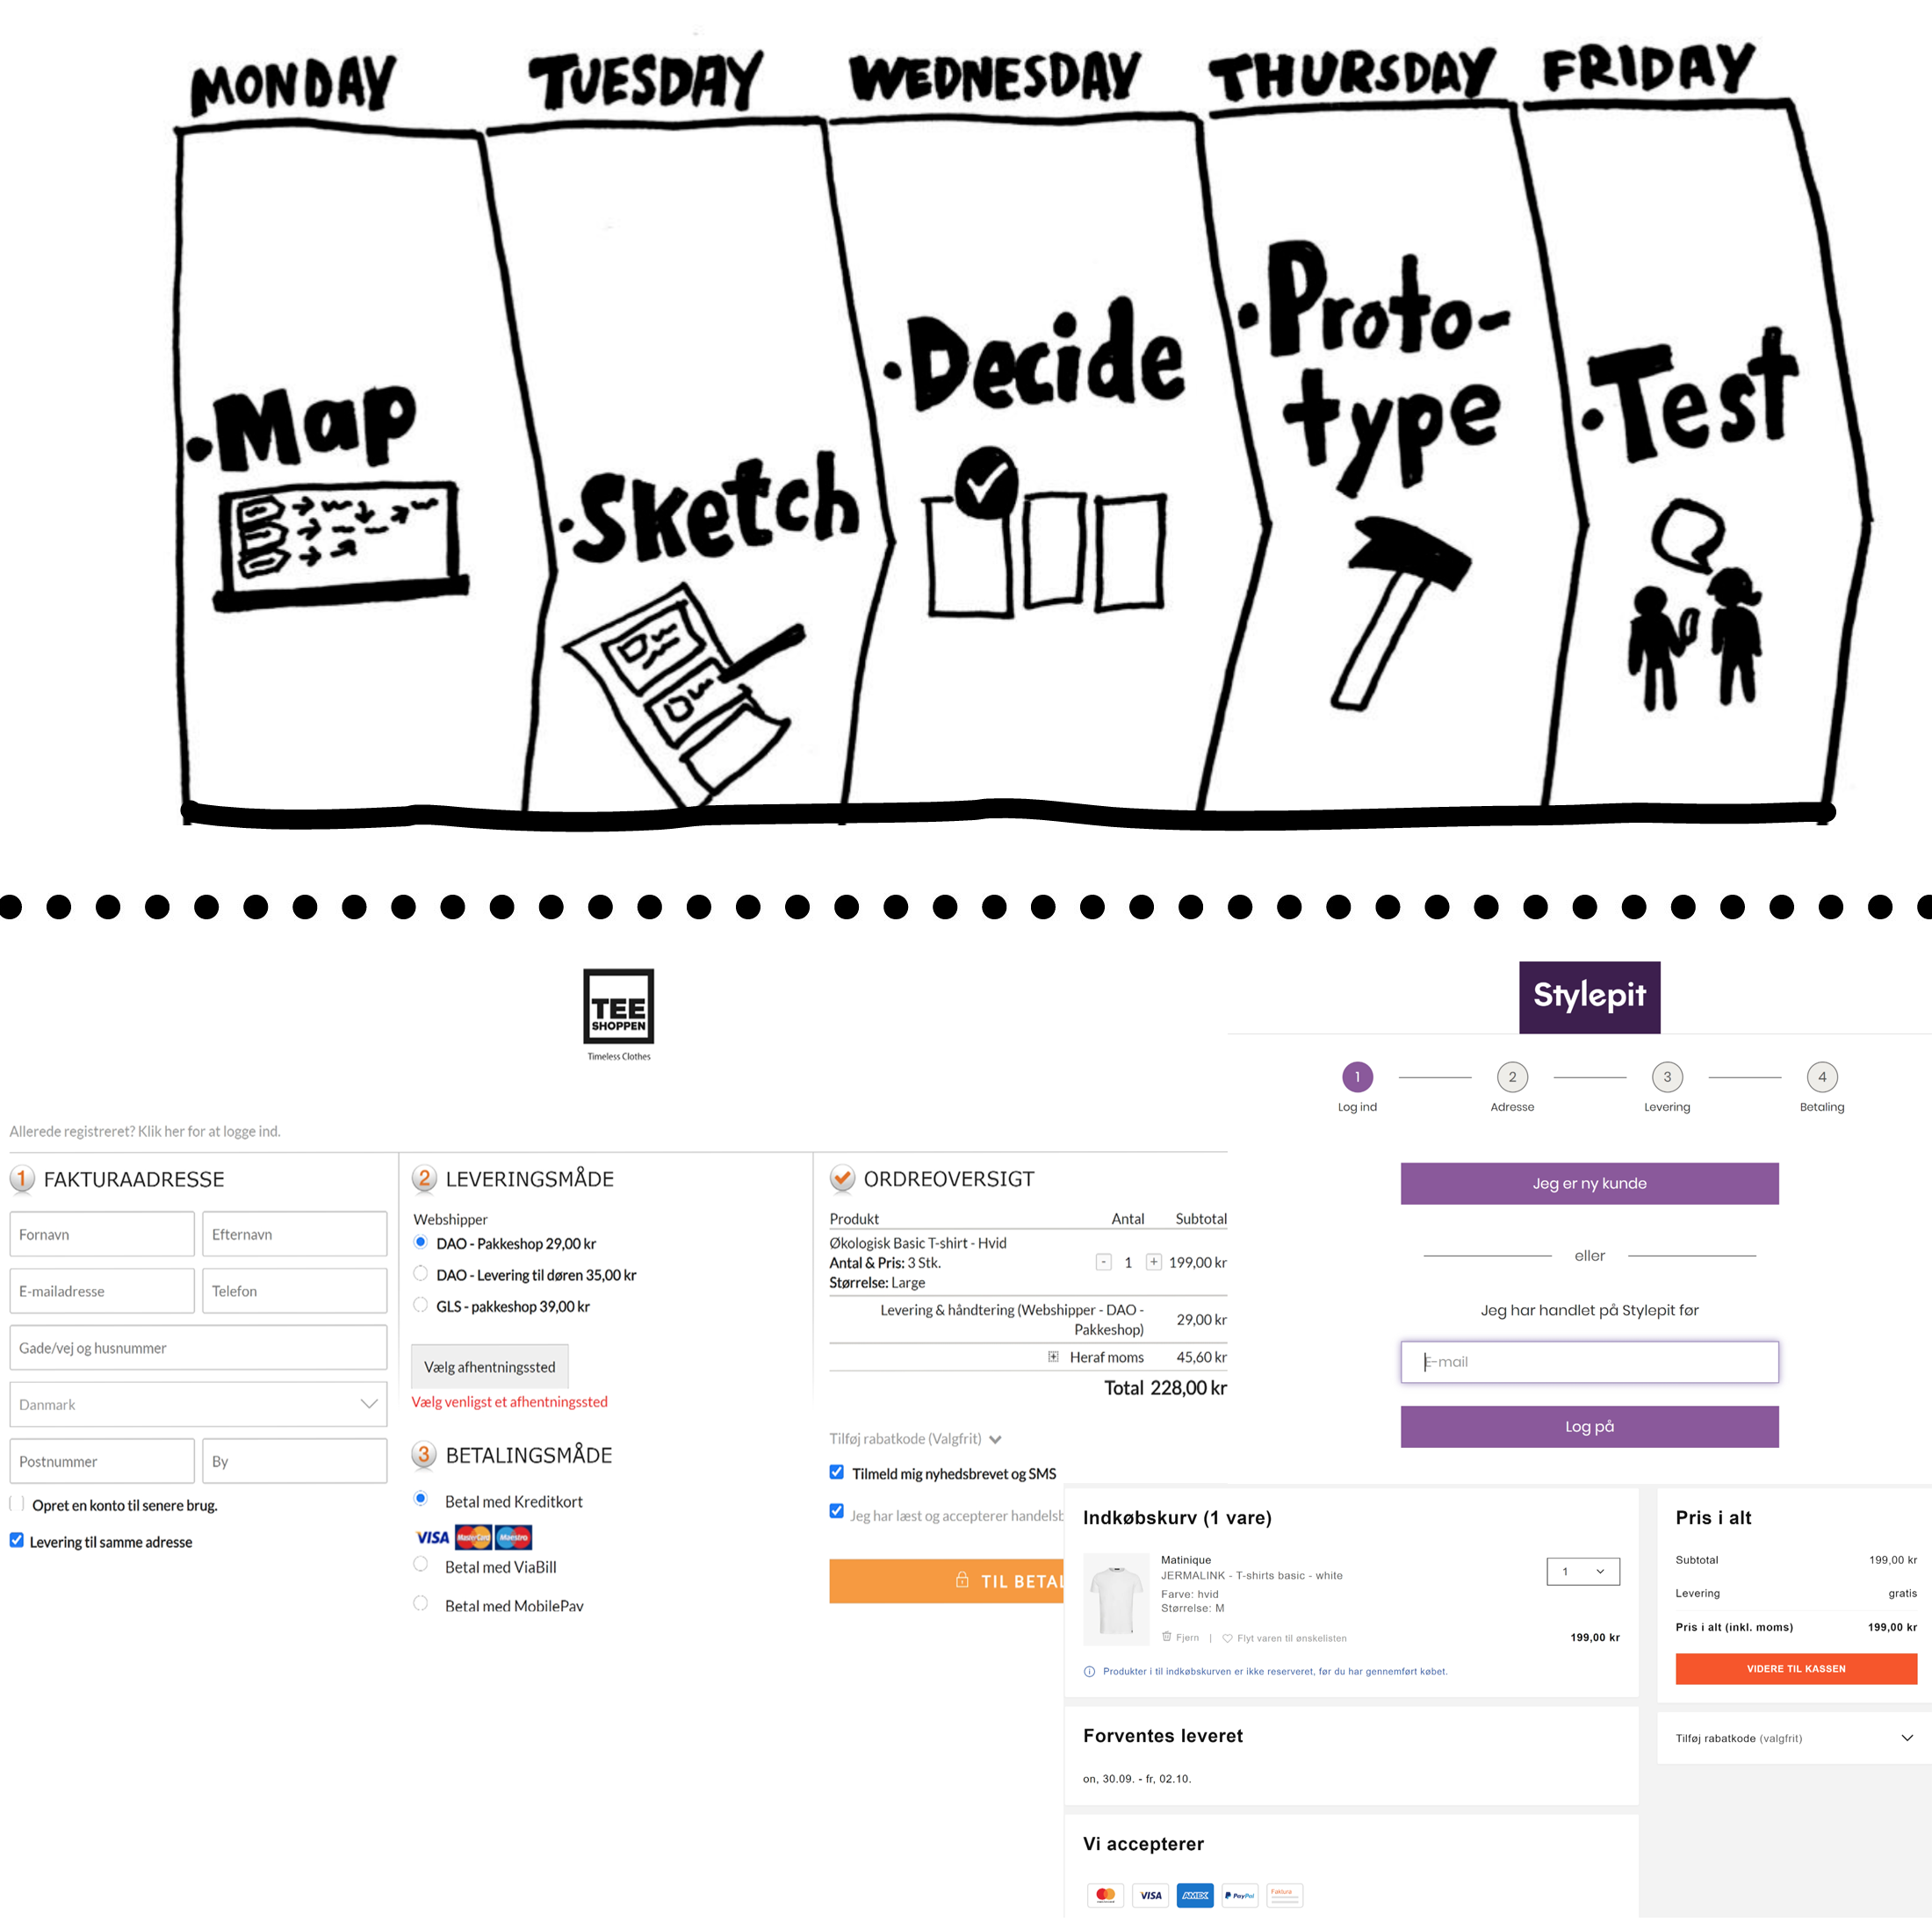 MONDAY
TUESDAY
WEDNESDAY
THURSDAY
FRIDAY
• Map
• Sketch
• Decide
• Proto-
type
• Test
TEE
SHOPPEN
Timeless Clothes
Allerede registreret? Klik her for at logge ind.
1 FAKTURAADRESSE
Fornavn
Efternavn
E-mailadresse
Telefon
Gade/vej og husnummer
Danmark
Postnummer
By
Opret en konto til senere brug.
Levering til samme adresse
2 LEVERINGSMÅDE
Webshipper
DAO - Pakkeshop 29,00 kr
DAO - Levering til døren 35,00 kr
GLS - pakkeshop 39,00 kr
Vælg afhentningssted
Vælg venligst et afhentningssted
3 BETALINGSMÅDE
Betal med Kreditkort
VISA MasterCard Maestro
Betal med ViaBill
Betal med MobilePay
ORDREOVERSIGT
Produkt Antal Subtotal
Økologisk Basic T-shirt - Hvid
Antal & Pris: 3 Stk. - 1 + 199,00 kr
Størrelse: Large
Levering & håndtering (Webshipper - DAO -
Pakkeshop) 29,00 kr
Heraf moms 45,60 kr
Total 228,00 kr
Tilføj rabatkode (Valgfrit)
Tilmeld mig nyhedsbrevet og SMS
Jeg har læst og accepterer handelsb
TIL BETAL
Stylepit
1 2 3 4
Log ind Adresse Levering Betaling
Jeg er ny kunde
eller
Jeg har handlet på Stylepit før
E-mail
Log på
Indkøbskurv (1 vare)
Matinique
JERMALINK - T-shirts basic - white
Farve: hvid
Størrelse: M
1
Fjern | Flyt varen til ønskelisten
199,00 kr
Produkter i til indkøbskurven er ikke reserveret, før du har gennemført købet.
Forventes leveret
on, 30.09. - fr, 02.10.
Vi accepterer
VISA AMEX PayPal Faktura
Pris i alt
Subtotal 199,00 kr
Levering gratis
Pris i alt (inkl. moms) 199,00 kr
VIDERE TIL KASSEN
Tilføj rabatkode (valgfrit)